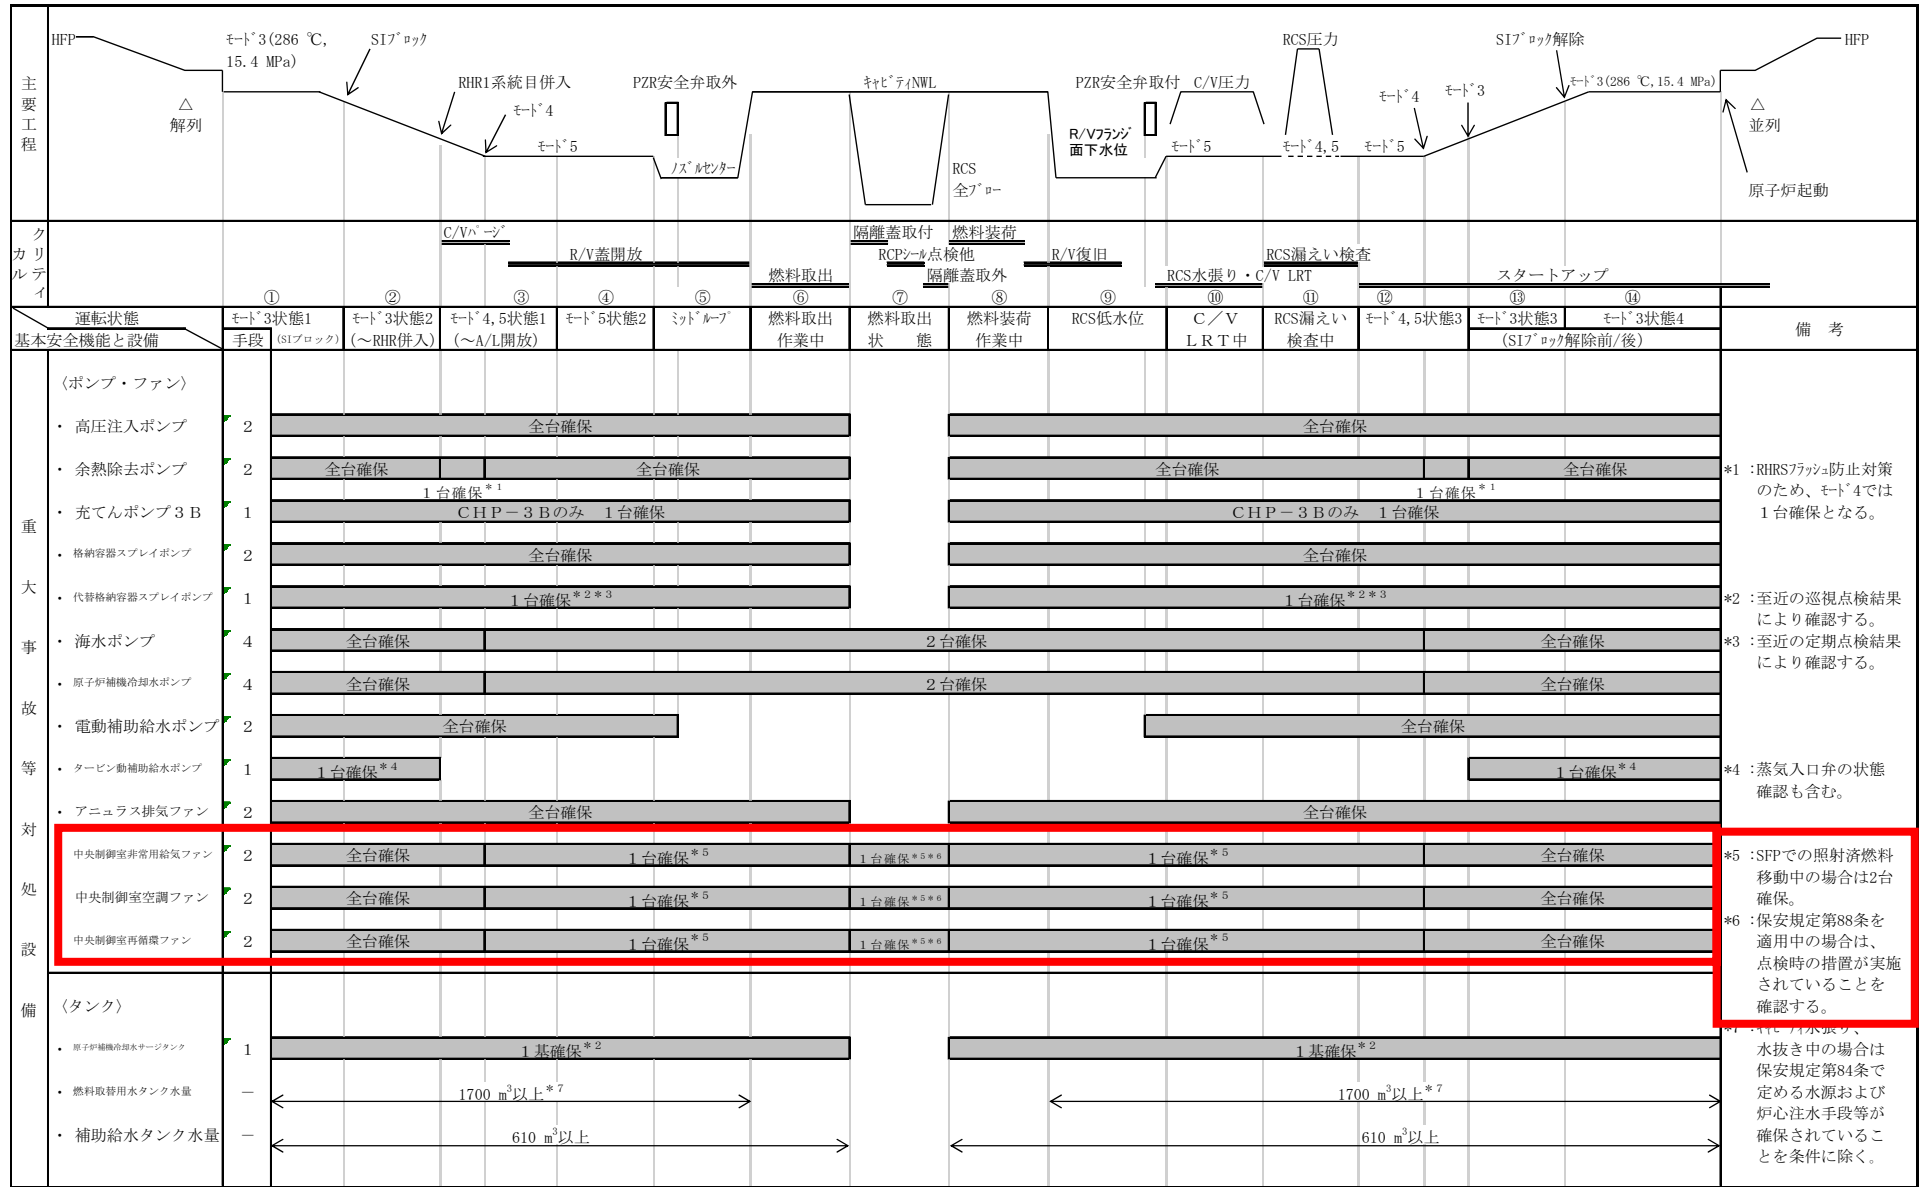 主要工程
HFP
モード3(286 ℃,
15.4 MPa)
SIブロック
RHR1系統目併入
モード4
PZR安全弁取外
キャビティNWL
PZR安全弁取付
C/V圧力
RCS圧力
SIブロック解除
モード3(286 ℃,15.4 MPa)
HFP
△
解列
モード5
ノズルセンター
RCS
全ブロー
R/Vフランジ
面下水位
モード5
モード4,5
モード5
モード4
モード3
△
並列
原子炉起動
クリティカル
C/Vパージ
R/V蓋開放
燃料取出
隔離蓋取付
RCPシール点検他
隔離蓋取外
燃料装荷
R/V復旧
RCS水張り・C/V LRT
RCS漏えい検査
スタートアップ
① ② ③ ④ ⑤ ⑥ ⑦ ⑧ ⑨ ⑩ ⑪ ⑫ ⑬ ⑭
運転状態
基本安全機能と設備
手段
モード3状態1
(SIブロック)
モード3状態2
(～RHR併入)
モード4,5状態1
(～A/L開放)
モード5状態2
ミッドループ
燃料取出
作業中
燃料取出
状 態
燃料装荷
作業中
RCS低水位
C／V
LRT中
RCS漏えい
検査中
モード4,5状態3
モード3状態3
モード3状態4
(SIブロック解除前/後)
備 考
重大事故等対処設備
〈ポンプ・ファン〉
・ 高圧注入ポンプ 2 全台確保 全台確保
・ 余熱除去ポンプ 2 全台確保 全台確保 全台確保 全台確保
1台確保*1 1台確保*1
・ 充てんポンプ３Ｂ 1 CHP－３Ｂのみ 1台確保 CHP－３Ｂのみ 1台確保
・ 格納容器スプレイポンプ 2 全台確保 全台確保
・ 代替格納容器スプレイポンプ 1 1台確保*2*3 1台確保*2*3
・ 海水ポンプ 4 全台確保 2台確保 全台確保
・ 原子炉補機冷却水ポンプ 4 全台確保 2台確保 全台確保
・ 電動補助給水ポンプ 2 全台確保 全台確保
・ タービン動補助給水ポンプ 1 1台確保*4 1台確保*4
・ アニュラス排気ファン 2 全台確保 全台確保
中央制御室非常用給気ファン 2 全台確保 1台確保*5 1台確保*5*6 1台確保*5 全台確保
中央制御室空調ファン 2 全台確保 1台確保*5 1台確保*5*6 1台確保*5 全台確保
中央制御室再循環ファン 2 全台確保 1台確保*5 1台確保*5*6 1台確保*5 全台確保
〈タンク〉
・ 原子炉補機冷却水サージタンク 1 1基確保*2 1基確保*2
・ 燃料取替用水タンク水量 － 1700 m³以上*7 1700 m³以上*7
・ 補助給水タンク水量 － 610 m³以上 610 m³以上
*1 :RHRSフラッシュ防止対策
のため、モード4では
1台確保となる。
*2 :至近の巡視点検結果
により確認する。
*3 :至近の定期点検結果
により確認する。
*4 :蒸気入口弁の状態
確認も含む。
*5 :SFPでの照射済燃料
移動中の場合は2台
確保。
*6 :保安規定第88条を
適用中の場合は、
点検時の措置が実施
されていることを
確認する。
*7 :キャビティ水張り、
水抜き中の場合は
保安規定第84条で
定める水源および
炉心注水手段等が
確保されているこ
とを条件に除く。